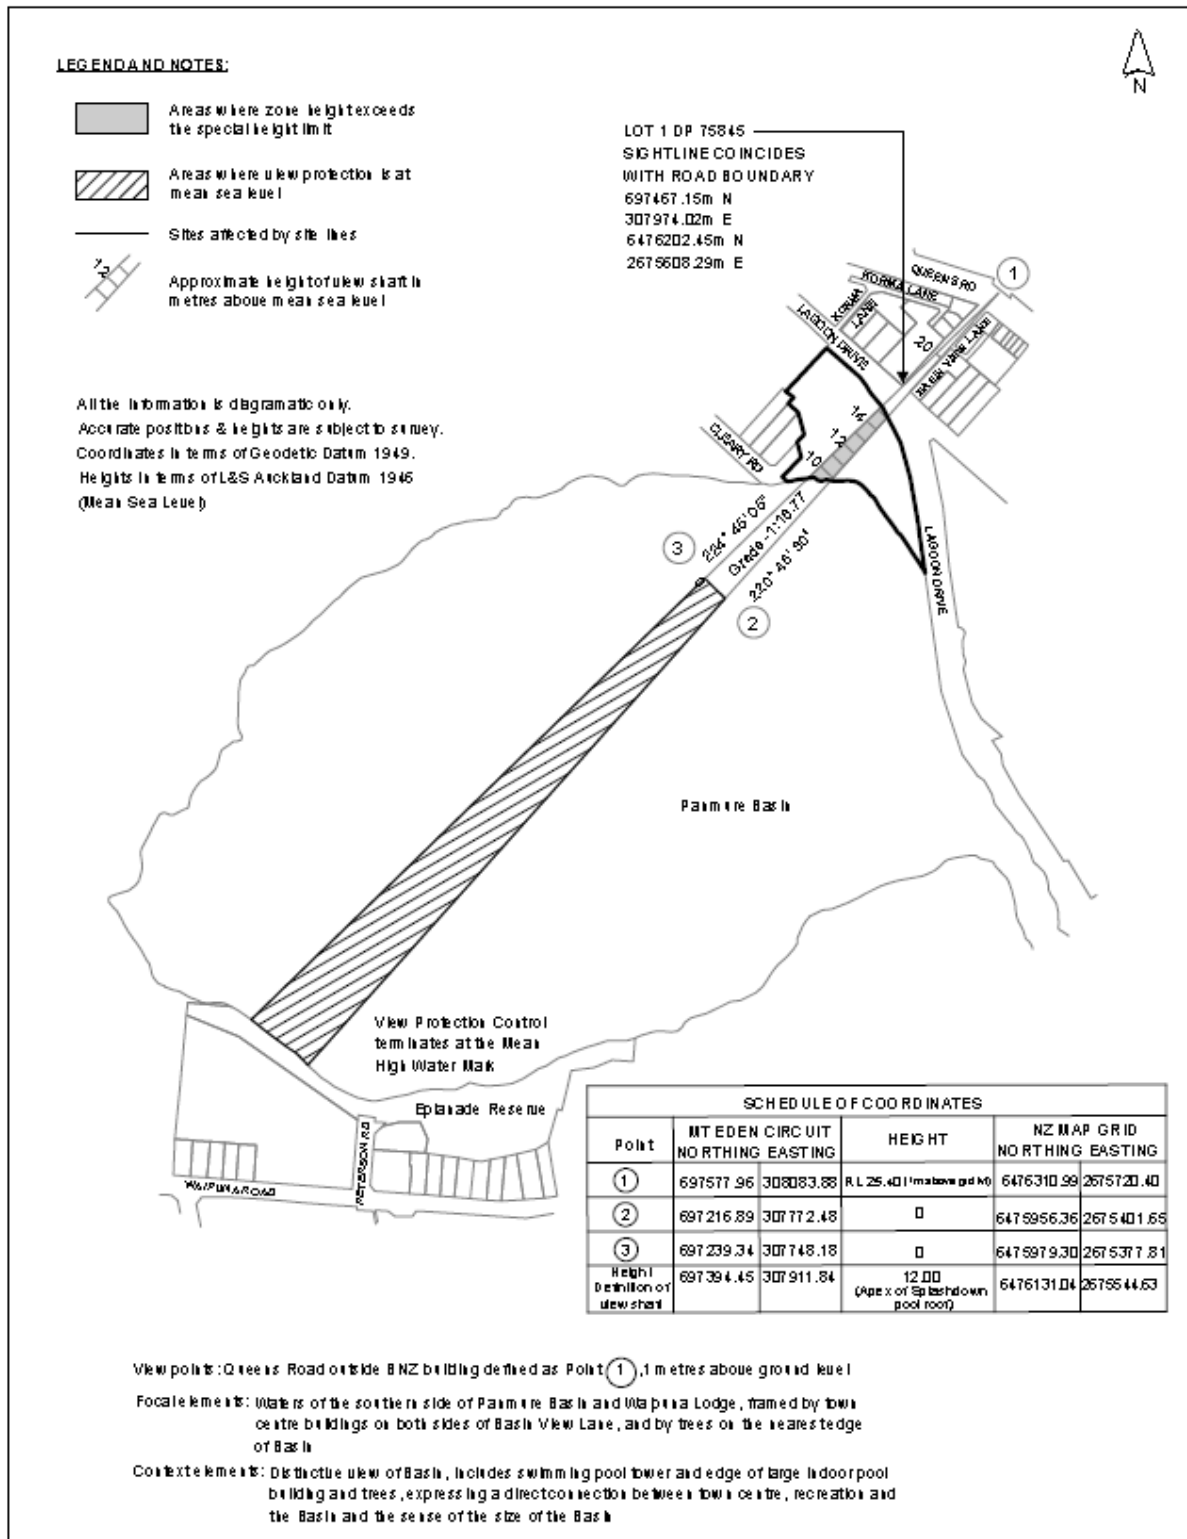 N
LEGEND AND NOTES:
Areas where zone height exceeds
the special height limit
Areas where view protection is at
mean sea level
Sites affected by site lines
12
Approximate height of view shaft in
metres above mean sea level
All the information is diagramatic only.
Accurate positions & heights are subject to survey.
Coordinates in terms of Geodetic Datum 1949.
Heights in terms of L&S Auckland Datum 1946
(Mean Sea Level)
LOT 1 DP 75845
SIGHTLINE COINCIDES
WITH ROAD BOUNDARY
697467.15m N
307974.02m E
6476202.45m N
2675608.29m E
1
QUEENS RD
KORMA LANE
KORMA
LANE
LAGOON DRIVE
20
BASIN VIEW LANE
14
12
10
CLEARY RD
224° 45' 05"
Grade -1:18.77
220° 46' 30"
3
2
LAGOON DRIVE
Panmure Basin
View Protection Control
terminates at the Mean
High Water Mark
Eplanade Reserve
PETERSON RD
WAIPUNA ROAD
SCHEDULE OF COORDINATES
Point MT EDEN CIRCUIT HEIGHT NZ MAP GRID
NORTHING EASTING NORTHING EASTING
1 697577.96 308083.88 RL 25.40 (1m above grd lvl) 6476310.99 2675720.40
2 697216.89 307772.48 0 6475956.36 2675401.65
3 697239.34 307748.18 0 6475979.30 2675377.81
Height
Definition of
view shaft 697394.45 307911.84 12.00 6476131.04 2675544.63
(Apex of Splashdown
pool roof)
View points: Queens Road outside BNZ building defined as Point 1, 1 metres above ground level
Focal elements: Waters of the southern side of Panmure Basin and Waipuna Lodge, framed by town
centre buildings on both sides of Basin View Lane, and by trees on the nearest edge
of Basin
Context elements: Distinctive view of Basin, includes swimming pool tower and edge of large indoor pool
building and trees, expressing a direct connection between town centre, recreation and
the Basin and the sense of the size of the Basin